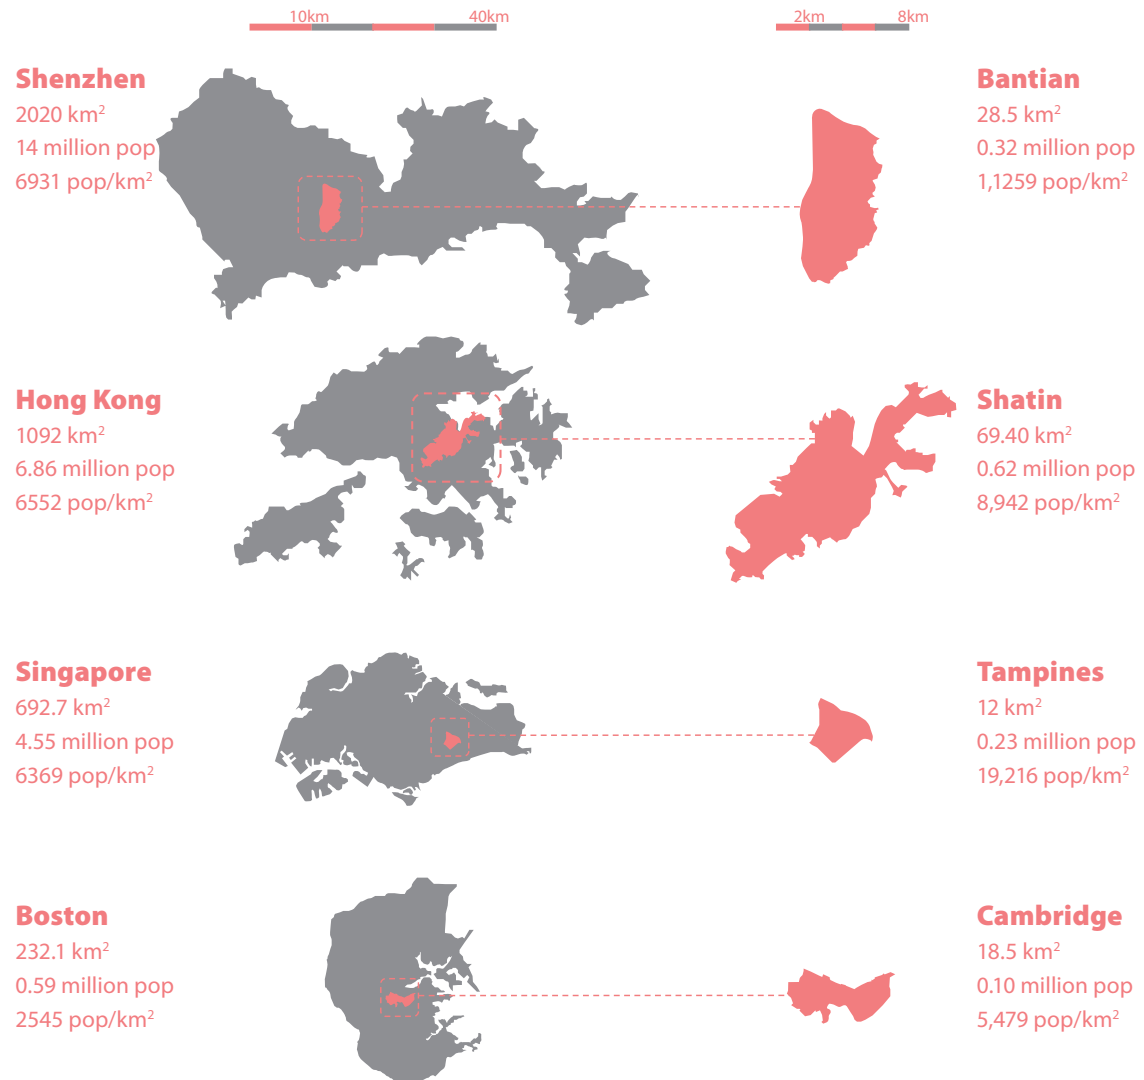 10km 40km
2km 8km
Shenzhen
2020 km²
14 million pop
6931 pop/km²
Bantian
28.5 km²
0.32 million pop
1,1259 pop/km²
Hong Kong
1092 km²
6.86 million pop
6552 pop/km²
Shatin
69.40 km²
0.62 million pop
8,942 pop/km²
Singapore
692.7 km²
4.55 million pop
6369 pop/km²
Tampines
12 km²
0.23 million pop
19,216 pop/km²
Boston
232.1 km²
0.59 million pop
2545 pop/km²
Cambridge
18.5 km²
0.10 million pop
5,479 pop/km²